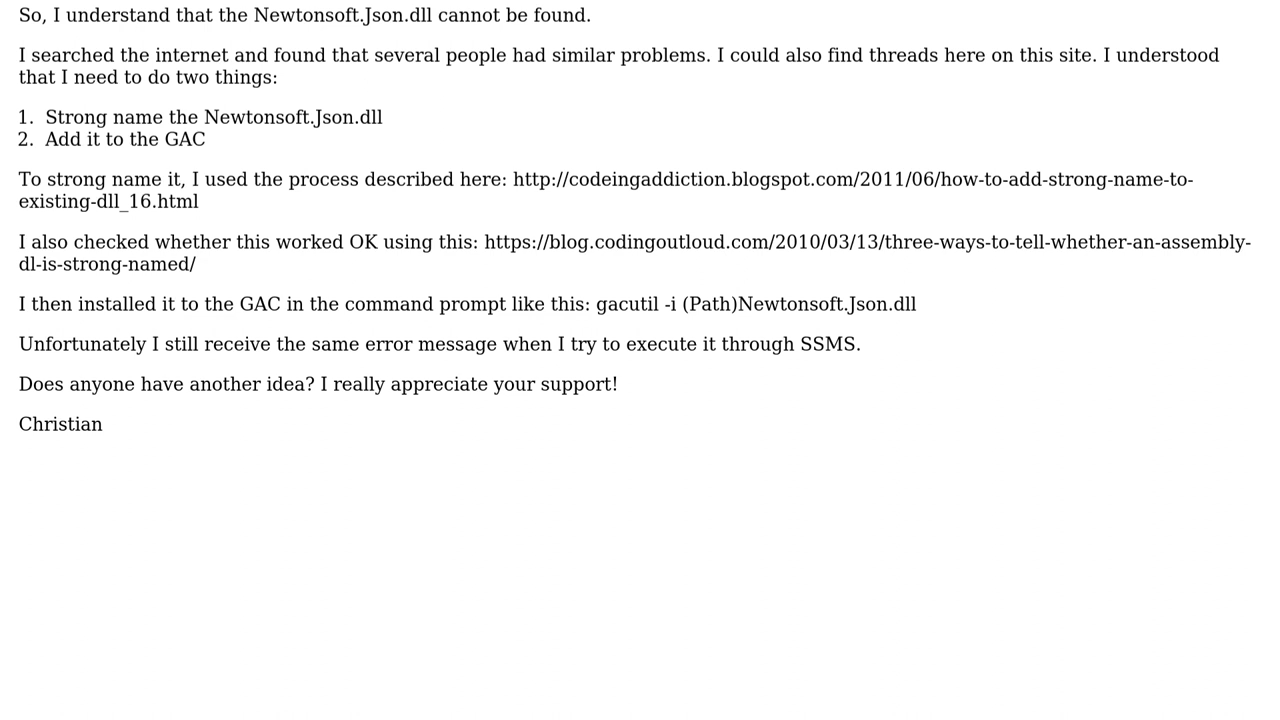 So, I understand that the Newtonsoft.Json.dll cannot be found.
I searched the internet and found that several people had similar problems. I could also find threads here on this site. I understood
that I need to do two things:
1. Strong name the Newtonsoft.Json.dll
2. Add it to the GAC
To strong name it, I used the process described here: http://codeingaddiction.blogspot.com/2011/06/how-to-add-strong-name-to-
existing-dll_16.html
I also checked whether this worked OK using this: https://blog.codingoutloud.com/2010/03/13/three-ways-to-tell-whether-an-assembly-
dl-is-strong-named/
I then installed it to the GAC in the command prompt like this: gacutil -i (Path)Newtonsoft.Json.dll
Unfortunately I still receive the same error message when I try to execute it through SSMS.
Does anyone have another idea? I really appreciate your support!
Christian